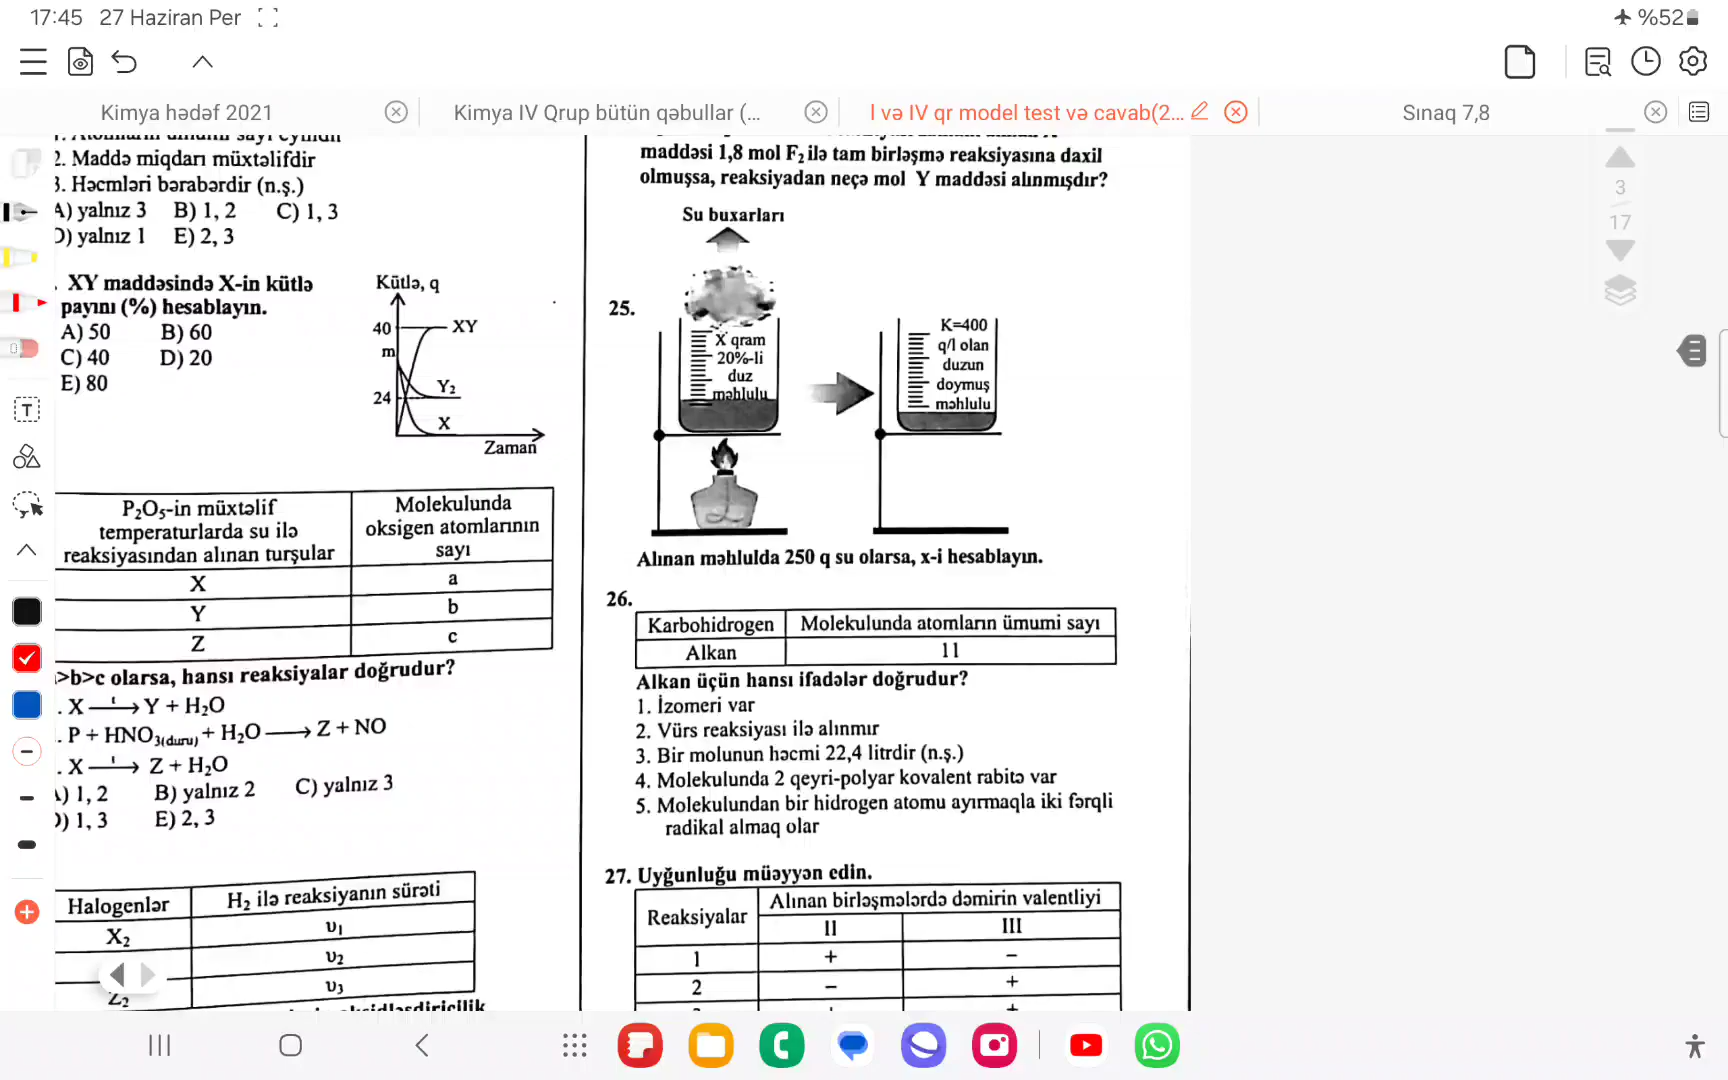 17:45 27 Haziran Per
%52
Kimya hədəf 2021
Kimya IV Qrup bütün qəbullar (...
I və IV qr model test və cavab(2...
Sınaq 7,8
3
17
2. Maddə miqdarı müxtəlifdir
3. Həcmləri bərabərdir (n.ş.)
A) yalnız 3 B) 1, 2 C) 1, 3
D) yalnız 1 E) 2, 3
XY maddəsində X-in kütlə
payını (%) hesablayın.
A) 50 B) 60
C) 40 D) 20
E) 80
Kütlə, q
40
XY
m
Y₂
24
X
Zaman
P₂O₅-in müxtəlif
temperaturlarda su ilə
reaksiyasından alınan turşular
Molekulunda
oksigen atomlarının
sayı
X a
Y b
Z c
>b>c olarsa, hansı reaksiyalar doğrudur?
. X —t→ Y + H₂O
. P + HNO₃(duru) + H₂O ⟶ Z + NO
. X —t→ Z + H₂O
A) 1, 2 B) yalnız 2 C) yalnız 3
D) 1, 3 E) 2, 3
Halogenlər H₂ ilə reaksiyanın sürəti
X₂ υ₁
υ₂
Z₂ υ₃
maddəsi 1,8 mol F₂ ilə tam birləşmə reaksiyasına daxil
olmuşsa, reaksiyadan neçə mol Y maddəsi alınmışdır?
25.
Su buxarları
X qram
20%-li
duz
məhlulu
K=400
q/l olan
duzun
doymuş
məhlulu
Alınan məhlulda 250 q su olarsa, x-i hesablayın.
26.
Karbohidrogen Molekulunda atomların ümumi sayı
Alkan 11
Alkan üçün hansı ifadələr doğrudur?
1. İzomeri var
2. Vürs reaksiyası ilə alınmır
3. Bir molunun həcmi 22,4 litrdir (n.ş.)
4. Molekulunda 2 qeyri-polyar kovalent rabitə var
5. Molekulundan bir hidrogen atomu ayırmaqla iki fərqli
radikal almaq olar
27. Uyğunluğu müəyyən edin.
Reaksiyalar
Alınan birləşmələrdə dəmirin valentliyi
II III
1 + −
2 − +